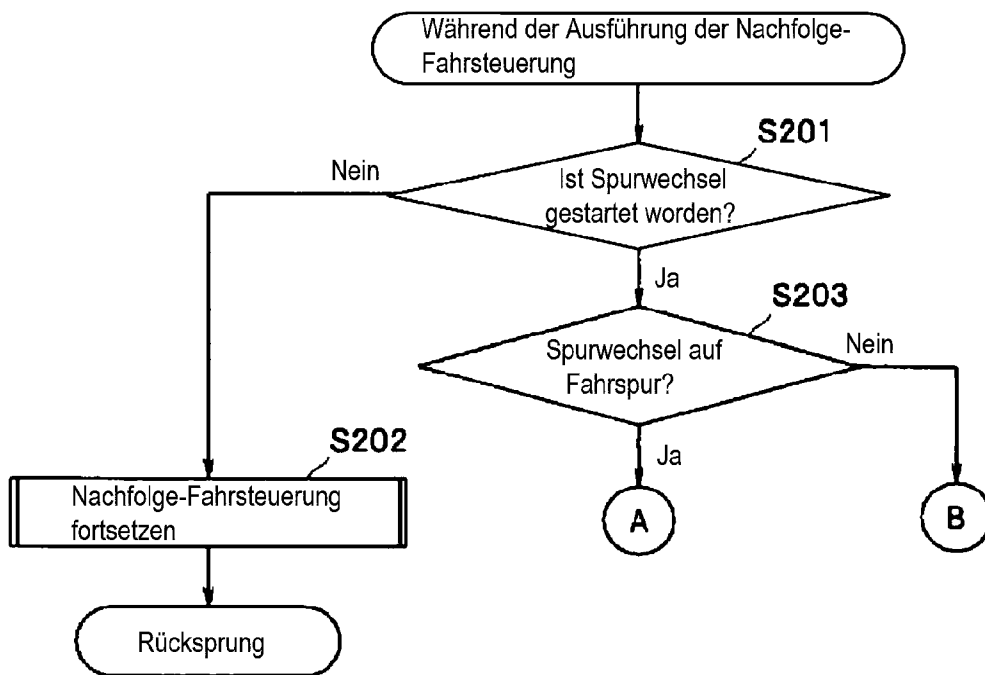 Während der Ausführung der Nachfolge-
Fahrsteuerung
S201
Nein
Ist Spurwechsel
gestartet worden?
Ja
S203
Spurwechsel auf
Fahrspur?
Nein
Ja
S202
Nachfolge-Fahrsteuerung
fortsetzen
A
B
Rücksprung